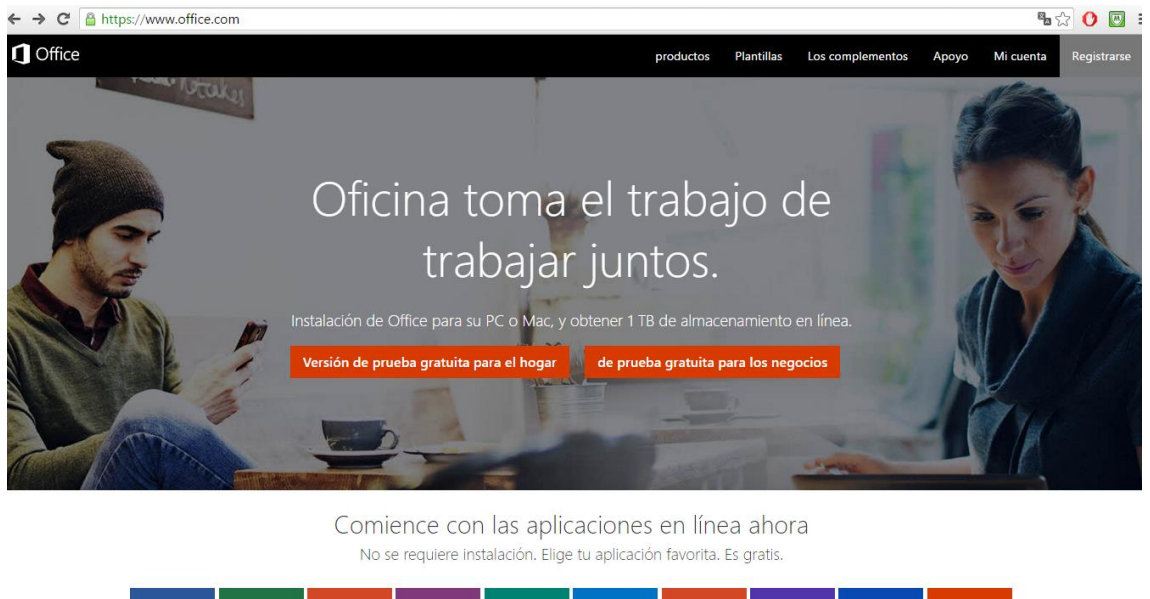 https://www.office.com
Office
productos Plantillas Los complementos Apoyo Mi cuenta Registrarse
Oficina toma el trabajo de
trabajar juntos.
Instalación de Office para su PC o Mac, y obtener 1 TB de almacenamiento en línea.
Versión de prueba gratuita para el hogar de prueba gratuita para los negocios
Comience con las aplicaciones en línea ahora
No se requiere instalación. Elige tu aplicación favorita. Es gratis.